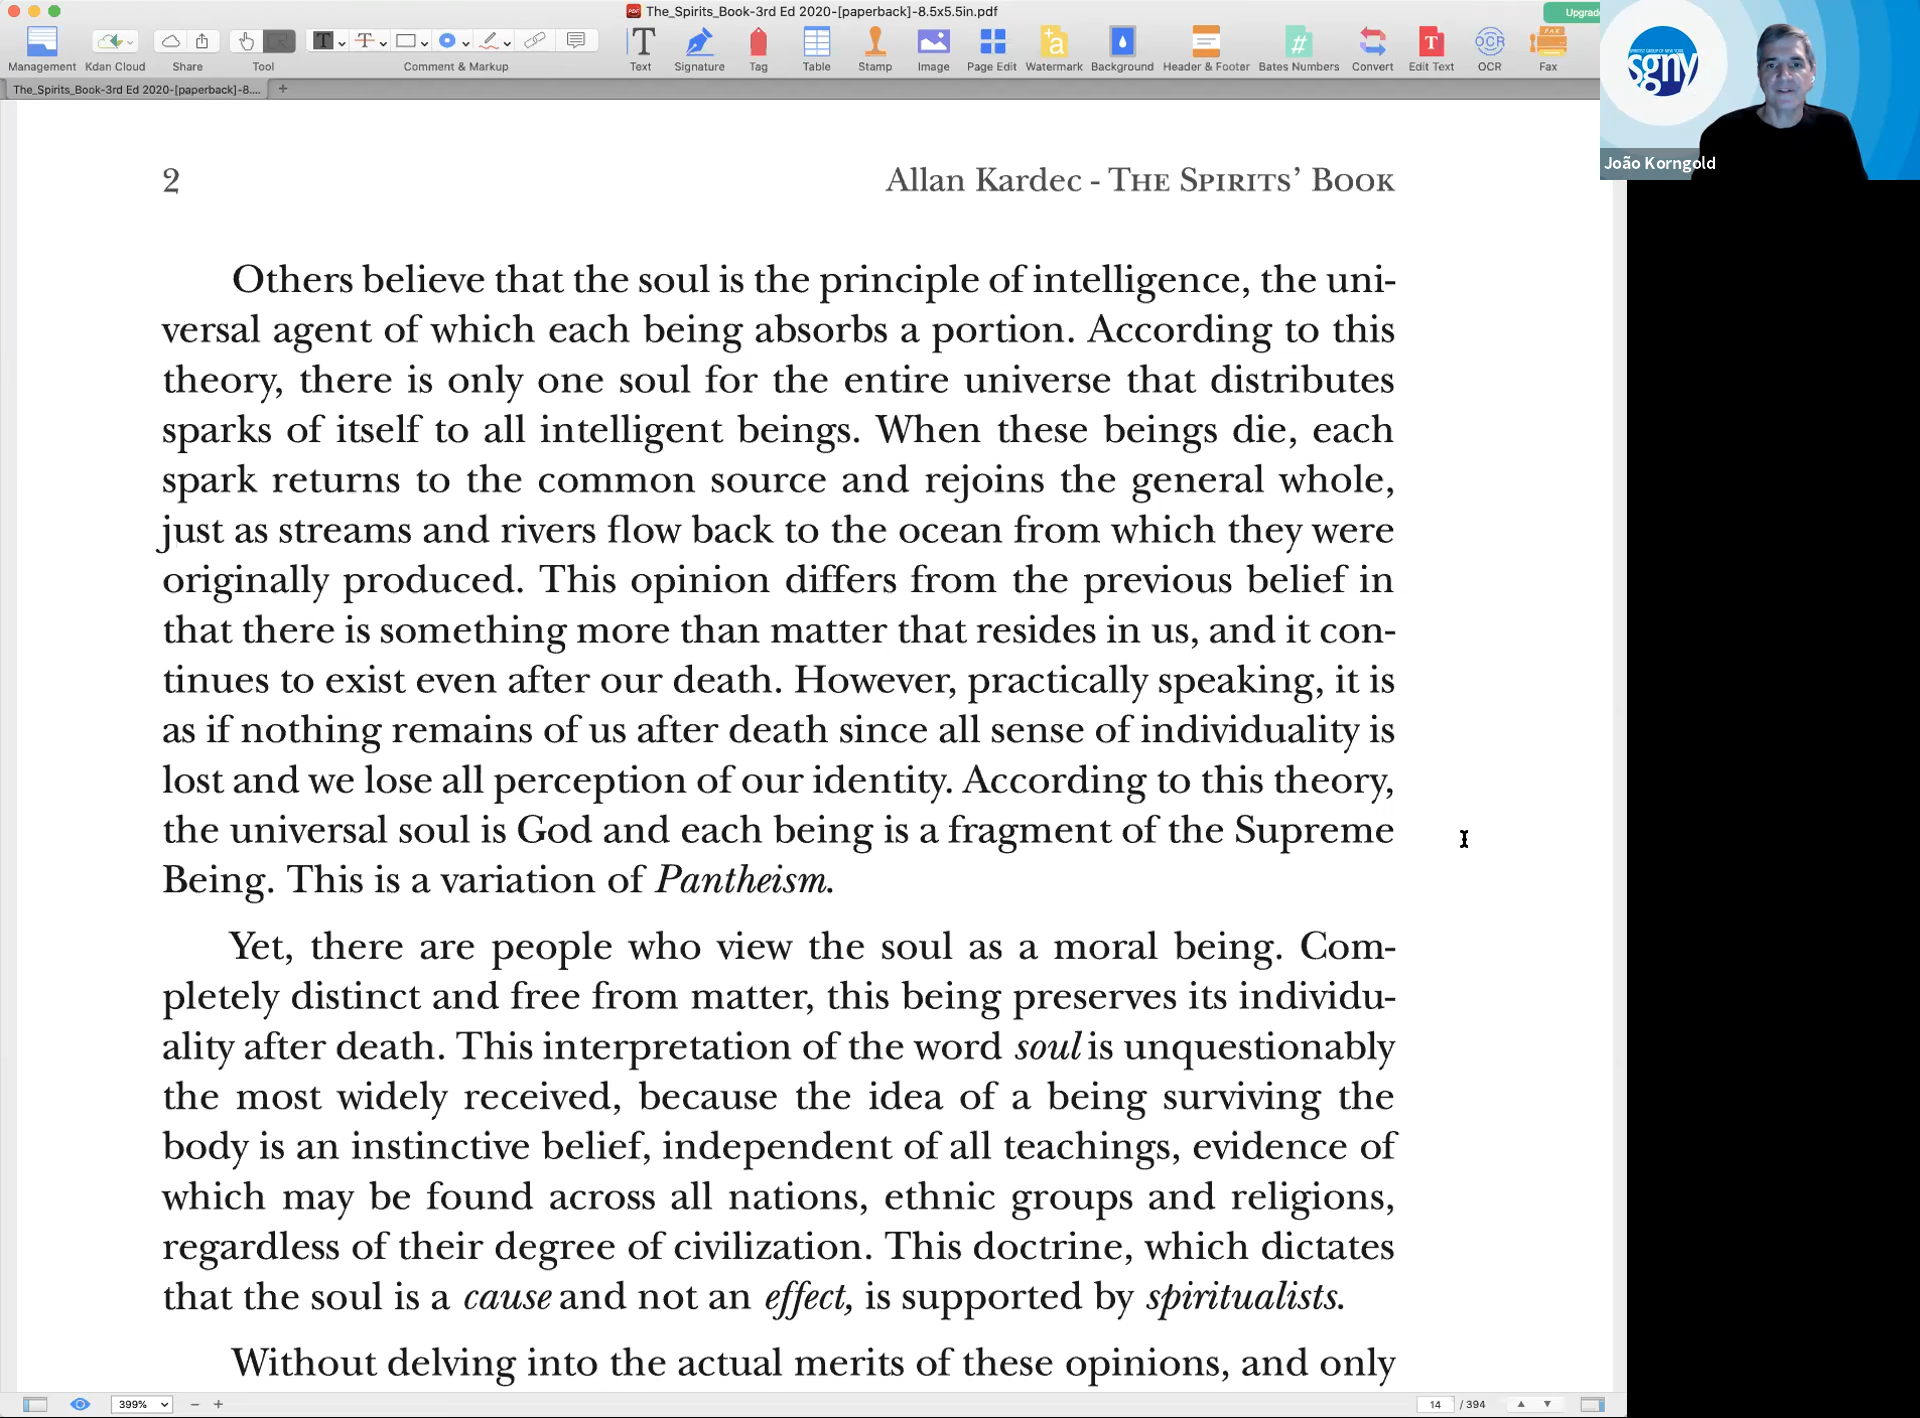 The_Spirits_Book-3rd Ed 2020-[paperback]-8.5x5.5in.pdf
Upgrade
Management
Kdan Cloud
Share
Tool
Comment & Markup
Text
Signature
Tag
Table
Stamp
Image
Page Edit
Watermark
Background
Header & Footer
Bates Numbers
Convert
Edit Text
OCR
Fax
The_Spirits_Book-3rd Ed 2020-[paperback]-8....
sgny
João Korngold
2
Allan Kardec - The Spirits’ Book
Others believe that the soul is the principle of intelligence, the uni-
versal agent of which each being absorbs a portion. According to this
theory, there is only one soul for the entire universe that distributes
sparks of itself to all intelligent beings. When these beings die, each
spark returns to the common source and rejoins the general whole,
just as streams and rivers flow back to the ocean from which they were
originally produced. This opinion differs from the previous belief in
that there is something more than matter that resides in us, and it con-
tinues to exist even after our death. However, practically speaking, it is
as if nothing remains of us after death since all sense of individuality is
lost and we lose all perception of our identity. According to this theory,
the universal soul is God and each being is a fragment of the Supreme
Being. This is a variation of Pantheism.
Yet, there are people who view the soul as a moral being. Com-
pletely distinct and free from matter, this being preserves its individu-
ality after death. This interpretation of the word soul is unquestionably
the most widely received, because the idea of a being surviving the
body is an instinctive belief, independent of all teachings, evidence of
which may be found across all nations, ethnic groups and religions,
regardless of their degree of civilization. This doctrine, which dictates
that the soul is a cause and not an effect, is supported by spiritualists.
Without delving into the actual merits of these opinions, and only
399%
14 / 394